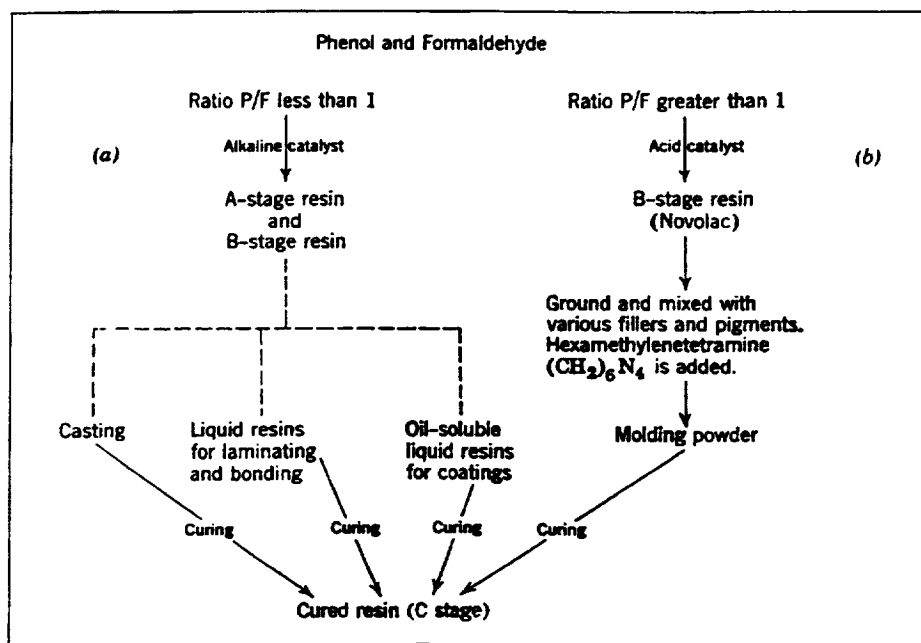 Phenol and Formaldehyde
Ratio P/F less than 1
Ratio P/F greater than 1
(a)
Alkaline catalyst
Acid catalyst
(b)
A-stage resin
and
B-stage resin
B-stage resin
(Novolac)
Ground and mixed with
various fillers and pigments.
Hexamethylenetetramine
(CH₂)₆N₄ is added.
Casting
Liquid resins
for laminating
and bonding
Oil-soluble
liquid resins
for coatings
Molding powder
Curing
Curing
Curing
Curing
Cured resin (C stage)